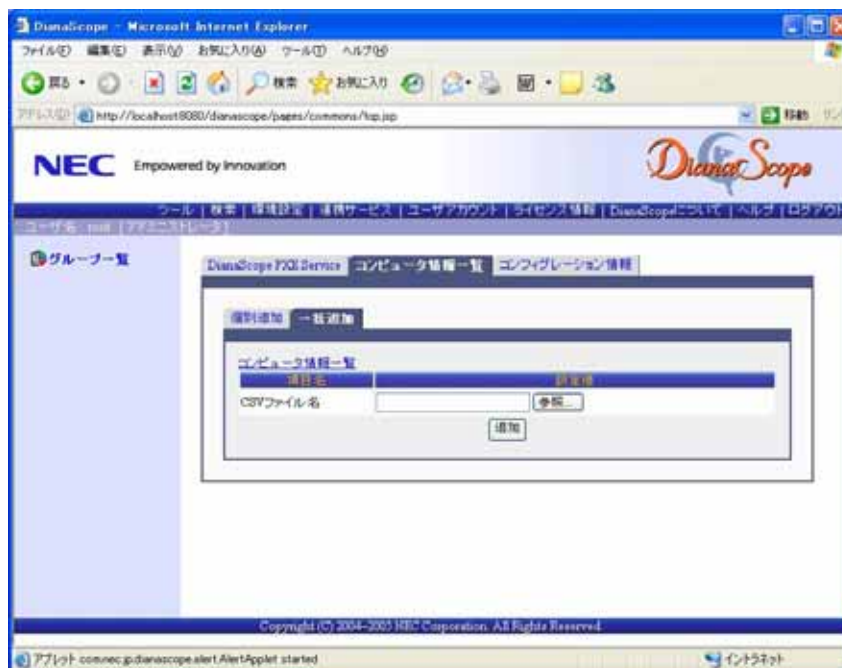 DianaScope - Microsoft Internet Explorer
ファイル(F) 編集(E) 表示(V) お気に入り(A) ツール(T) ヘルプ(H)
戻る 検索 お気に入り
アドレス(D) http://localhost:8080/dianascope/pages/commons/top.jsp 移動
NEC Empowered by Innovation DianaScope
ツール | 検索 | 環境設定 | 連携サービス | ユーザアカウント | ライセンス情報 | DianaScopeについて | ヘルプ | ログアウト
ユーザ名: root [アドミニストレータ]
グループ一覧
DianaScope PXE Service コンピュータ情報一覧 コンフィグレーション情報
個別追加 一括追加
コンピュータ情報一覧
項目名 設定値
CSVファイル名 参照...
追加
Copyright (C) 2004-2005 NEC Corporation. All Rights Reserved.
アプレット com.nec.jp.dianascope.alert.AlertApplet started イントラネット